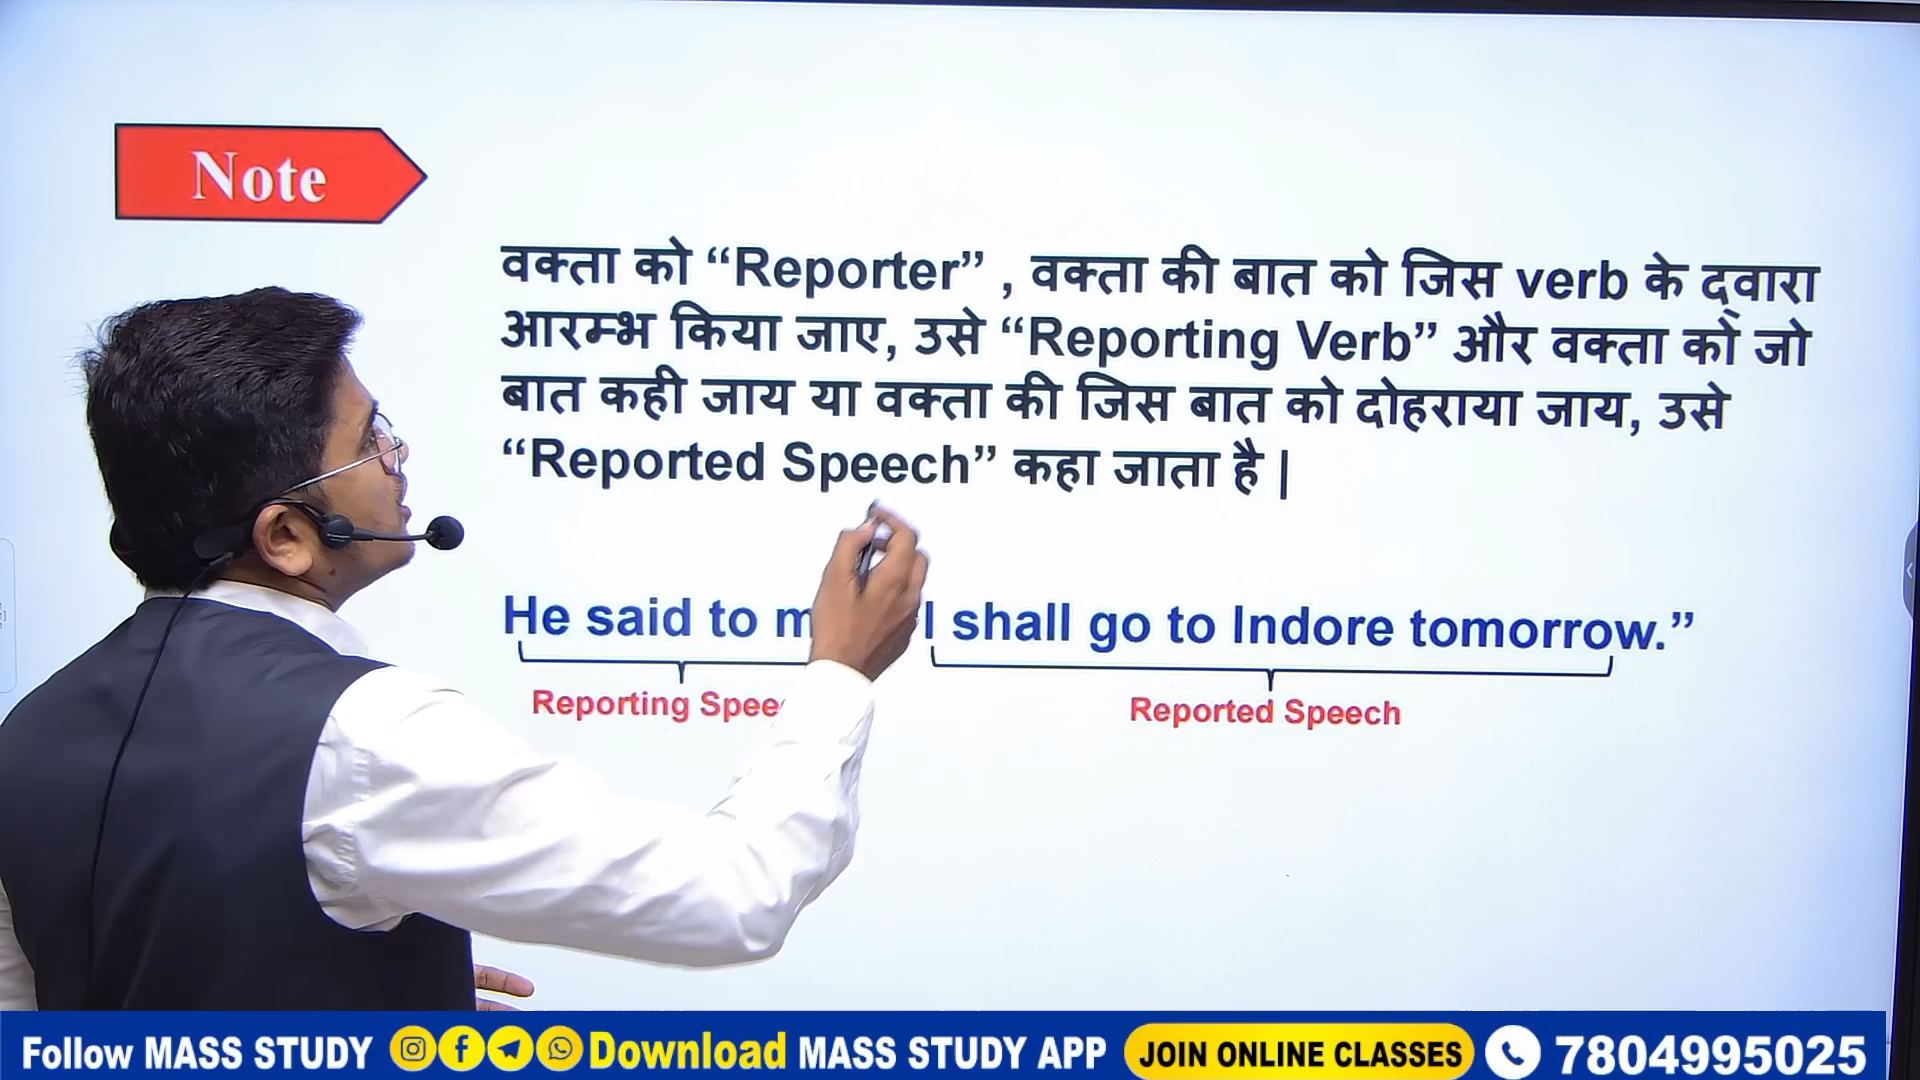 Note
वक्ता को “Reporter” , वक्ता की बात को जिस verb के द्वारा
आरम्भ किया जाए, उसे “Reporting Verb” और वक्ता को जो
बात कही जाय या वक्ता की जिस बात को दोहराया जाय, उसे
“Reported Speech” कहा जाता है |
He said to I shall go to Indore tomorrow.”
Reporting
Reported Speech
Follow MASS STUDY Download MASS STUDY APP JOIN ONLINE CLASSES 7804995025